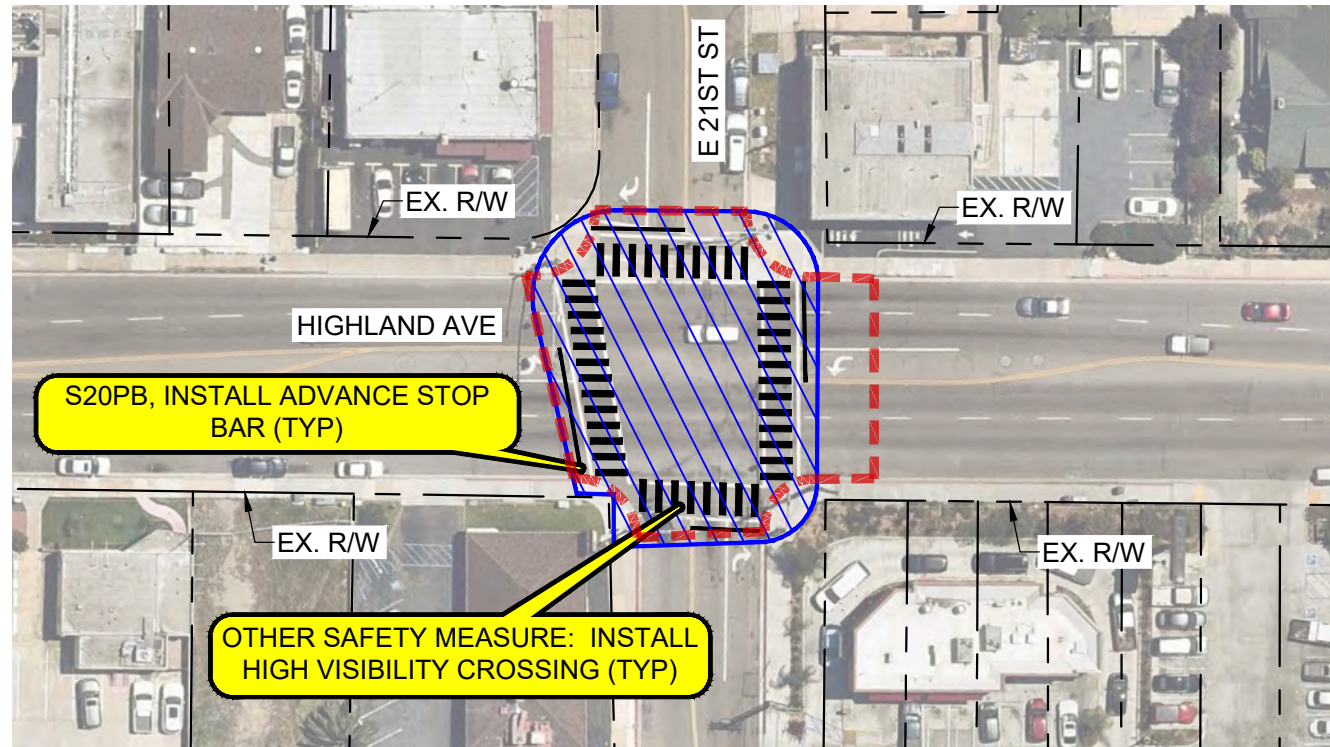 E 21ST ST
EX. R/W
EX. R/W
HIGHLAND AVE
S20PB, INSTALL ADVANCE STOP
BAR (TYP)
EX. R/W
EX. R/W
OTHER SAFETY MEASURE: INSTALL
HIGH VISIBILITY CROSSING (TYP)